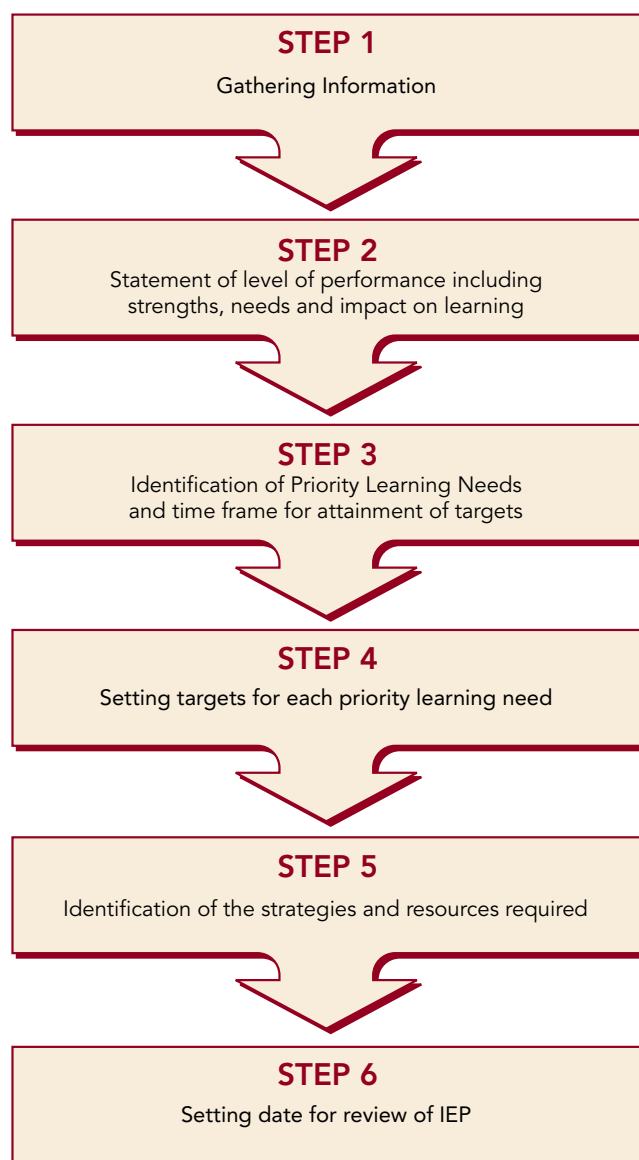 STEP 1
Gathering Information
STEP 2
Statement of level of performance including
strengths, needs and impact on learning
STEP 3
Identification of Priority Learning Needs
and time frame for attainment of targets
STEP 4
Setting targets for each priority learning need
STEP 5
Identification of the strategies and resources required
STEP 6
Setting date for review of IEP